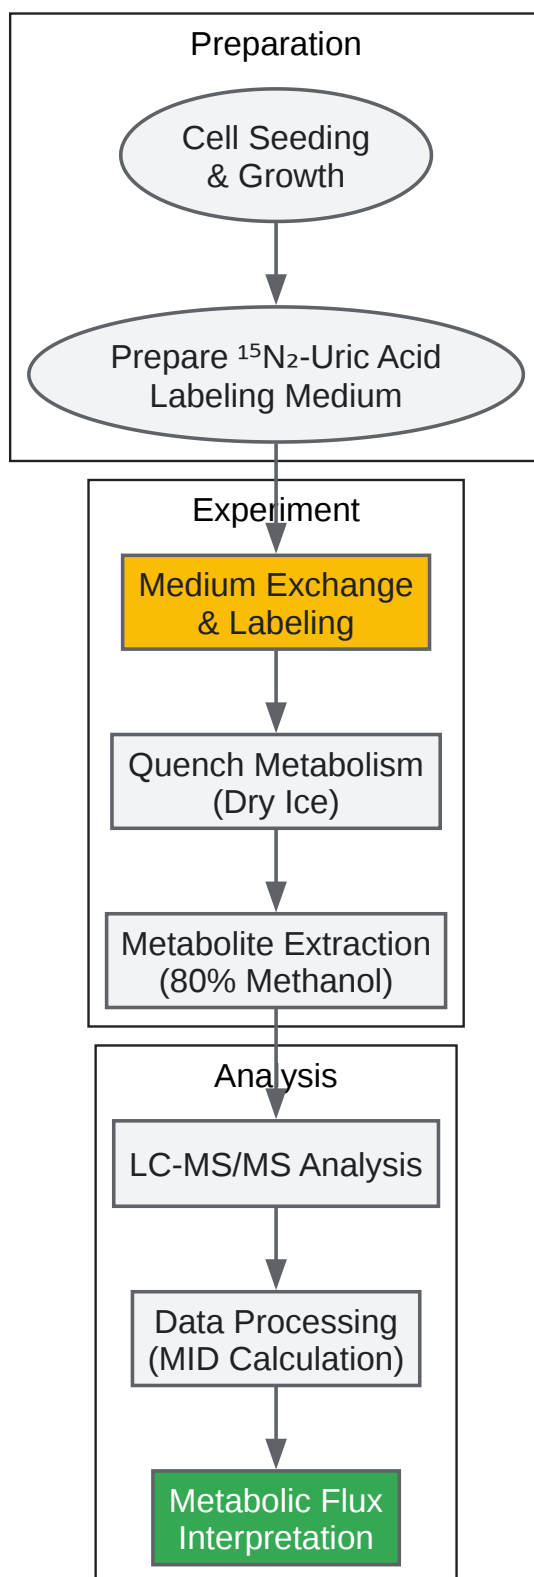 Preparation
Cell Seeding
& Growth
Prepare ¹⁵N₂-Uric Acid
Labeling Medium
Experiment
Medium Exchange
& Labeling
Quench Metabolism
(Dry Ice)
Metabolite Extraction
(80% Methanol)
Analysis
LC-MS/MS Analysis
Data Processing
(MID Calculation)
Metabolic Flux
Interpretation